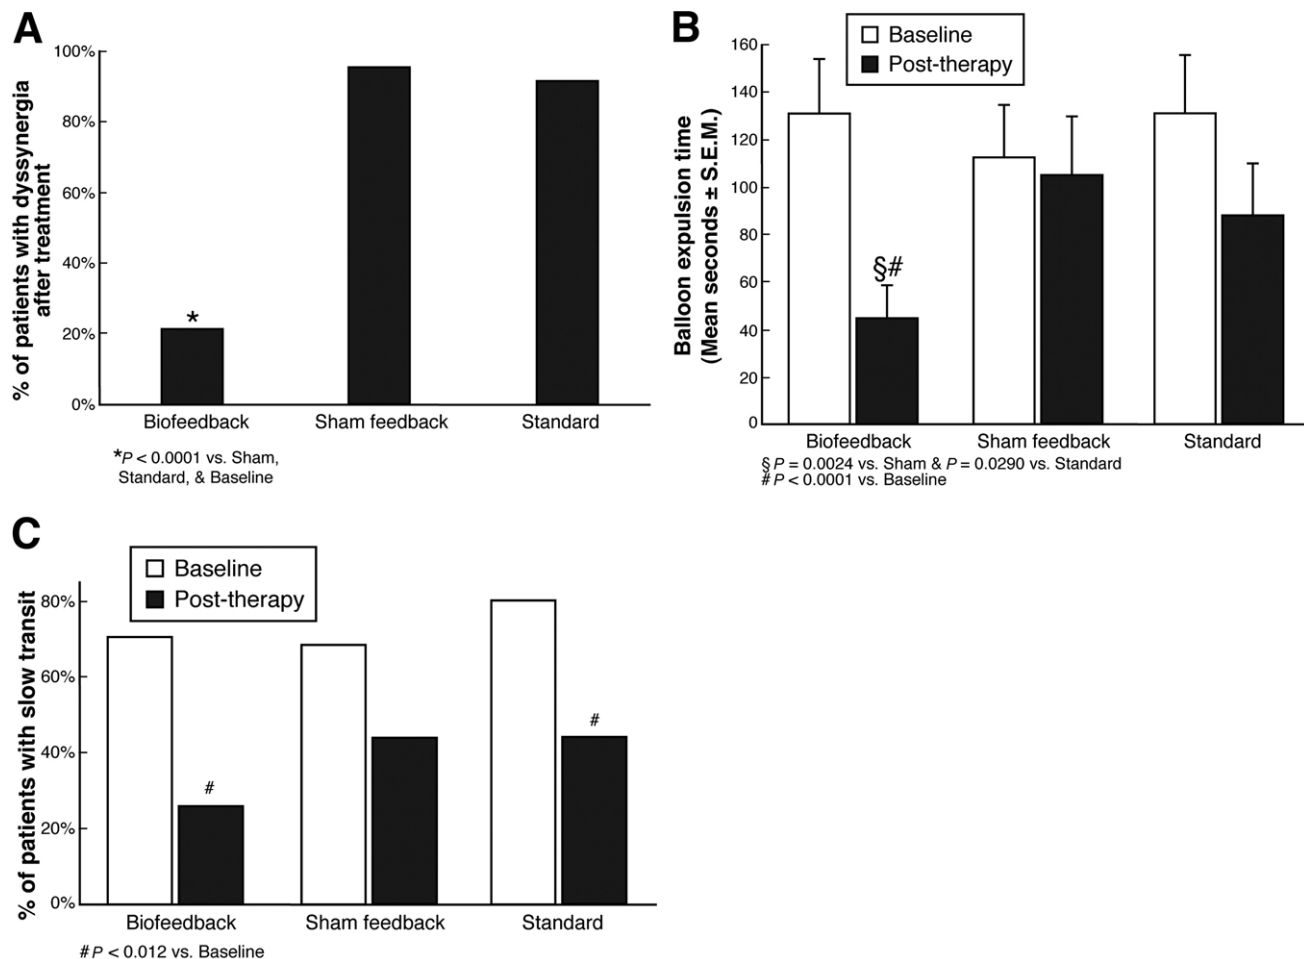 A
% of patients with dyssynergia
after treatment
100%
80%
60%
40%
20%
0%
*
Biofeedback
Sham feedback
Standard
*P < 0.0001 vs. Sham,
Standard, & Baseline
B
Baseline
Post-therapy
Balloon expulsion time
(Mean seconds ± S.E.M.)
160
140
120
100
80
60
40
20
0
§#
Biofeedback
Sham feedback
Standard
§ P = 0.0024 vs. Sham & P = 0.0290 vs. Standard
# P < 0.0001 vs. Baseline
C
Baseline
Post-therapy
% of patients with slow transit
80%
60%
40%
20%
0%
#
#
Biofeedback
Sham feedback
Standard
# P < 0.012 vs. Baseline